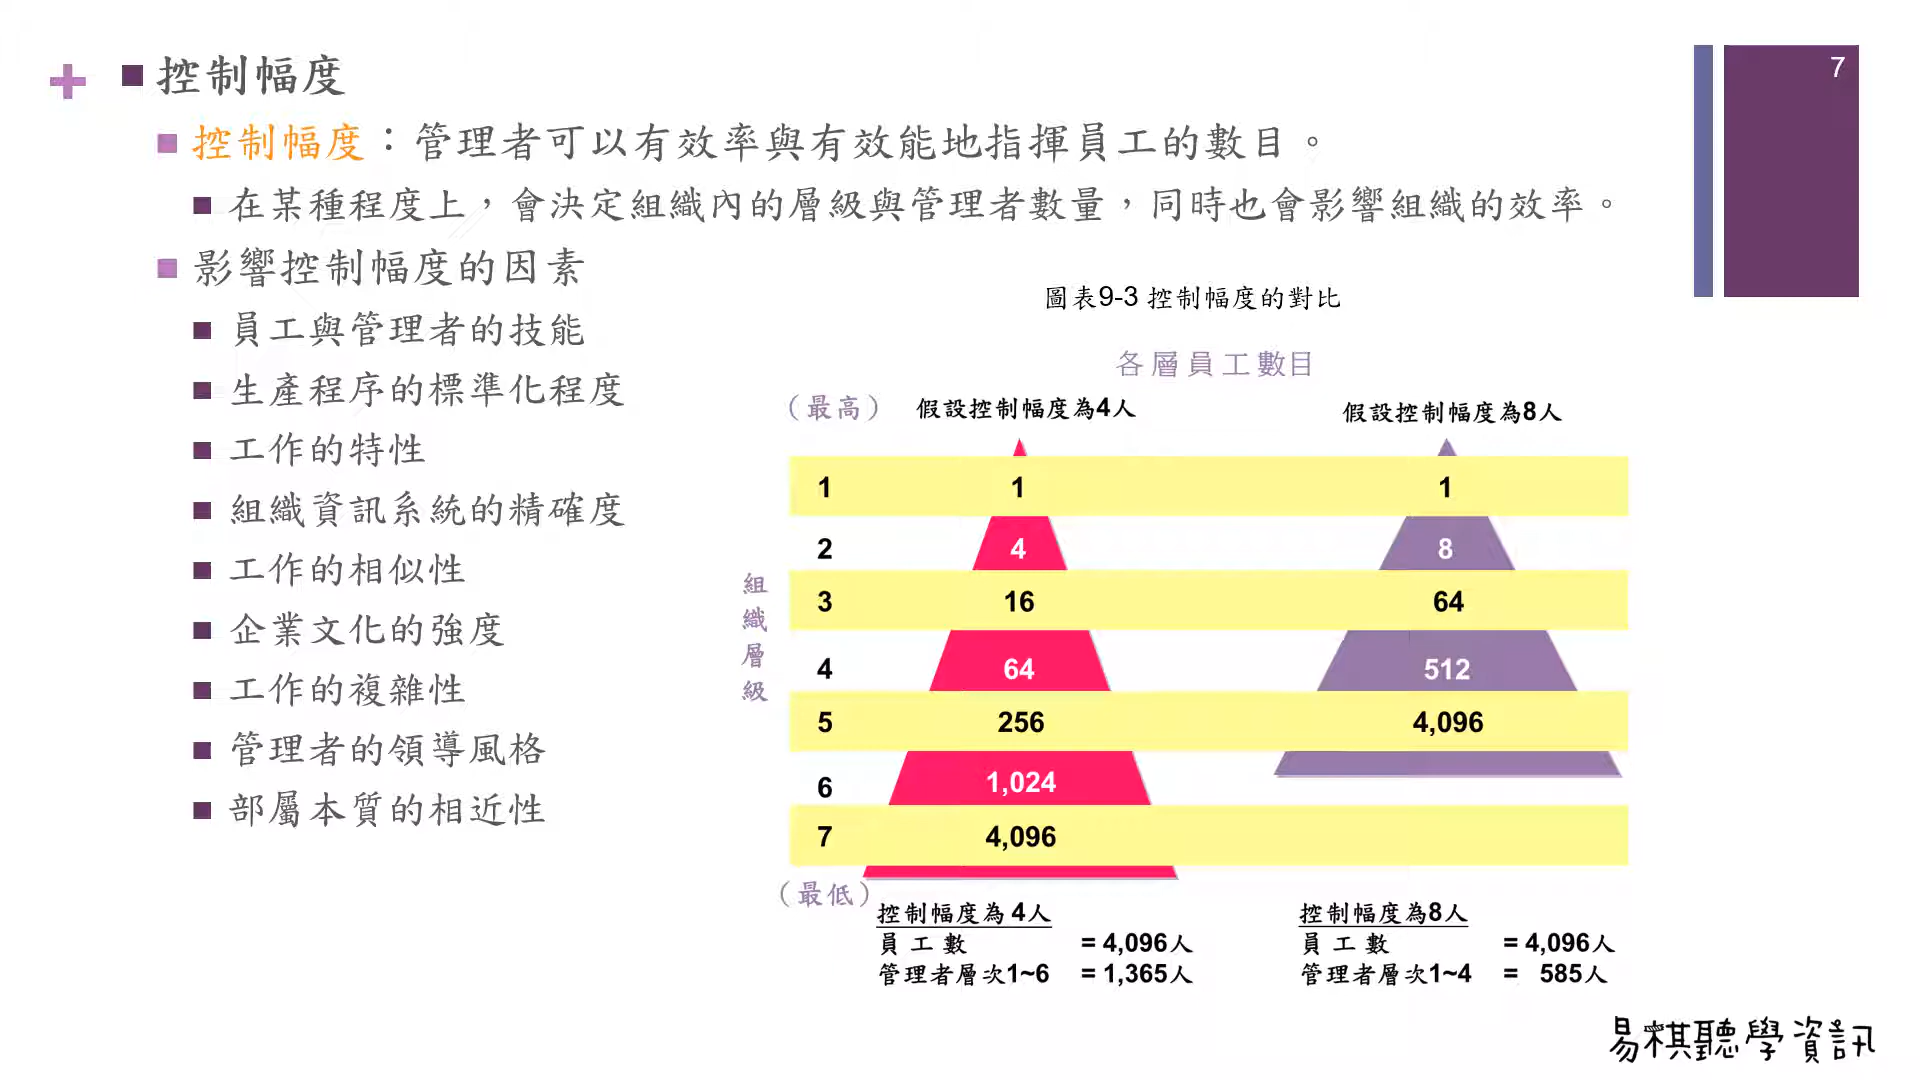 7
控制幅度
控制幅度：管理者可以有效率與有效能地指揮員工的數目。
在某種程度上，會決定組織內的層級與管理者數量，同時也會影響組織的效率。
影響控制幅度的因素
員工與管理者的技能
生產程序的標準化程度
工作的特性
組織資訊系統的精確度
工作的相似性
企業文化的強度
工作的複雜性
管理者的領導風格
部屬本質的相近性
圖表9-3 控制幅度的對比
各層員工數目
（最高） 假設控制幅度為4人 假設控制幅度為8人
組織層級
1 1 1
2 4 8
3 16 64
4 64 512
5 256 4,096
6 1,024
7 4,096
（最低）
控制幅度為 4人
員工數 = 4,096人
管理者層次1~6 = 1,365人
控制幅度為8人
員工數 = 4,096人
管理者層次1~4 = 585人
易棋聽學資訊